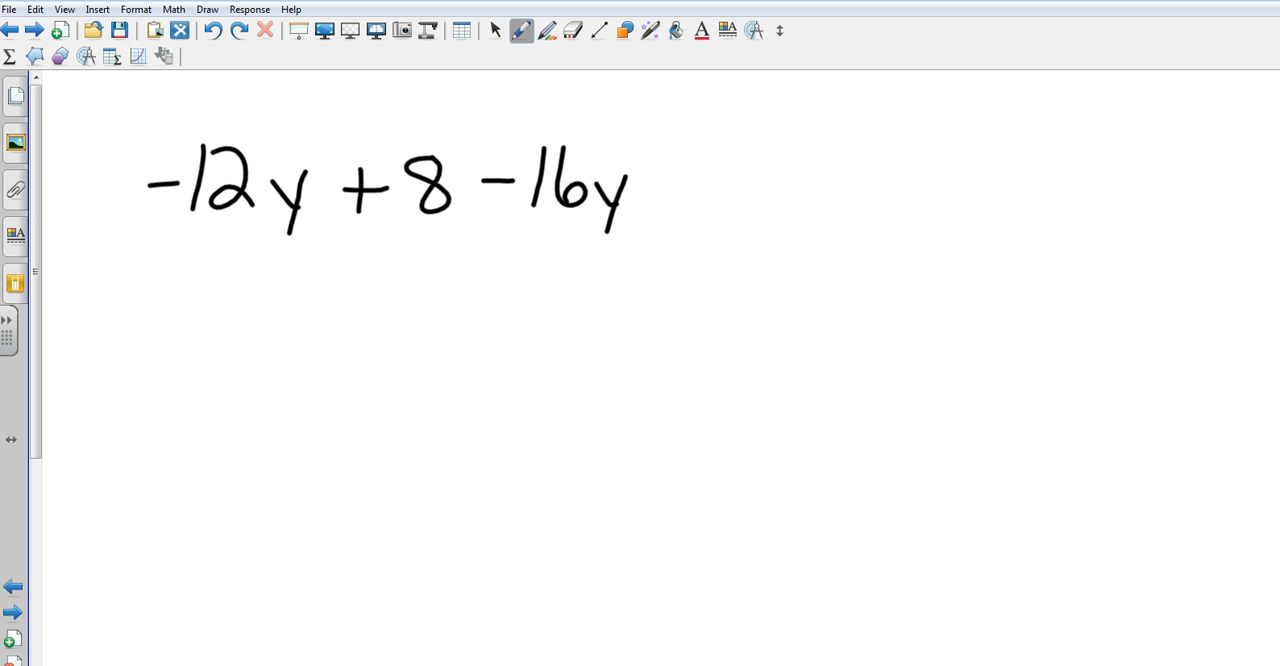 File Edit View Insert Format Math Draw Response Help
-12y + 8 - 16y